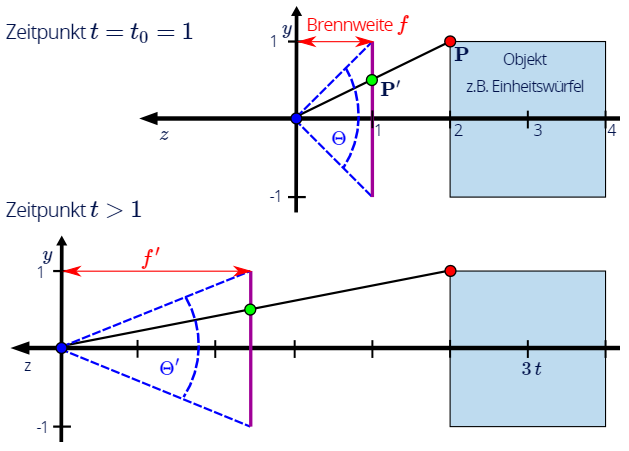 Zeitpunkt t = t₀ = 1
y
Brennweite f
1
Objekt
z.B. Einheitswürfel
P
P′
Θ
z
1
2
3
4
-1
Zeitpunkt t > 1
y
f′
1
Θ′
z
3 t
-1